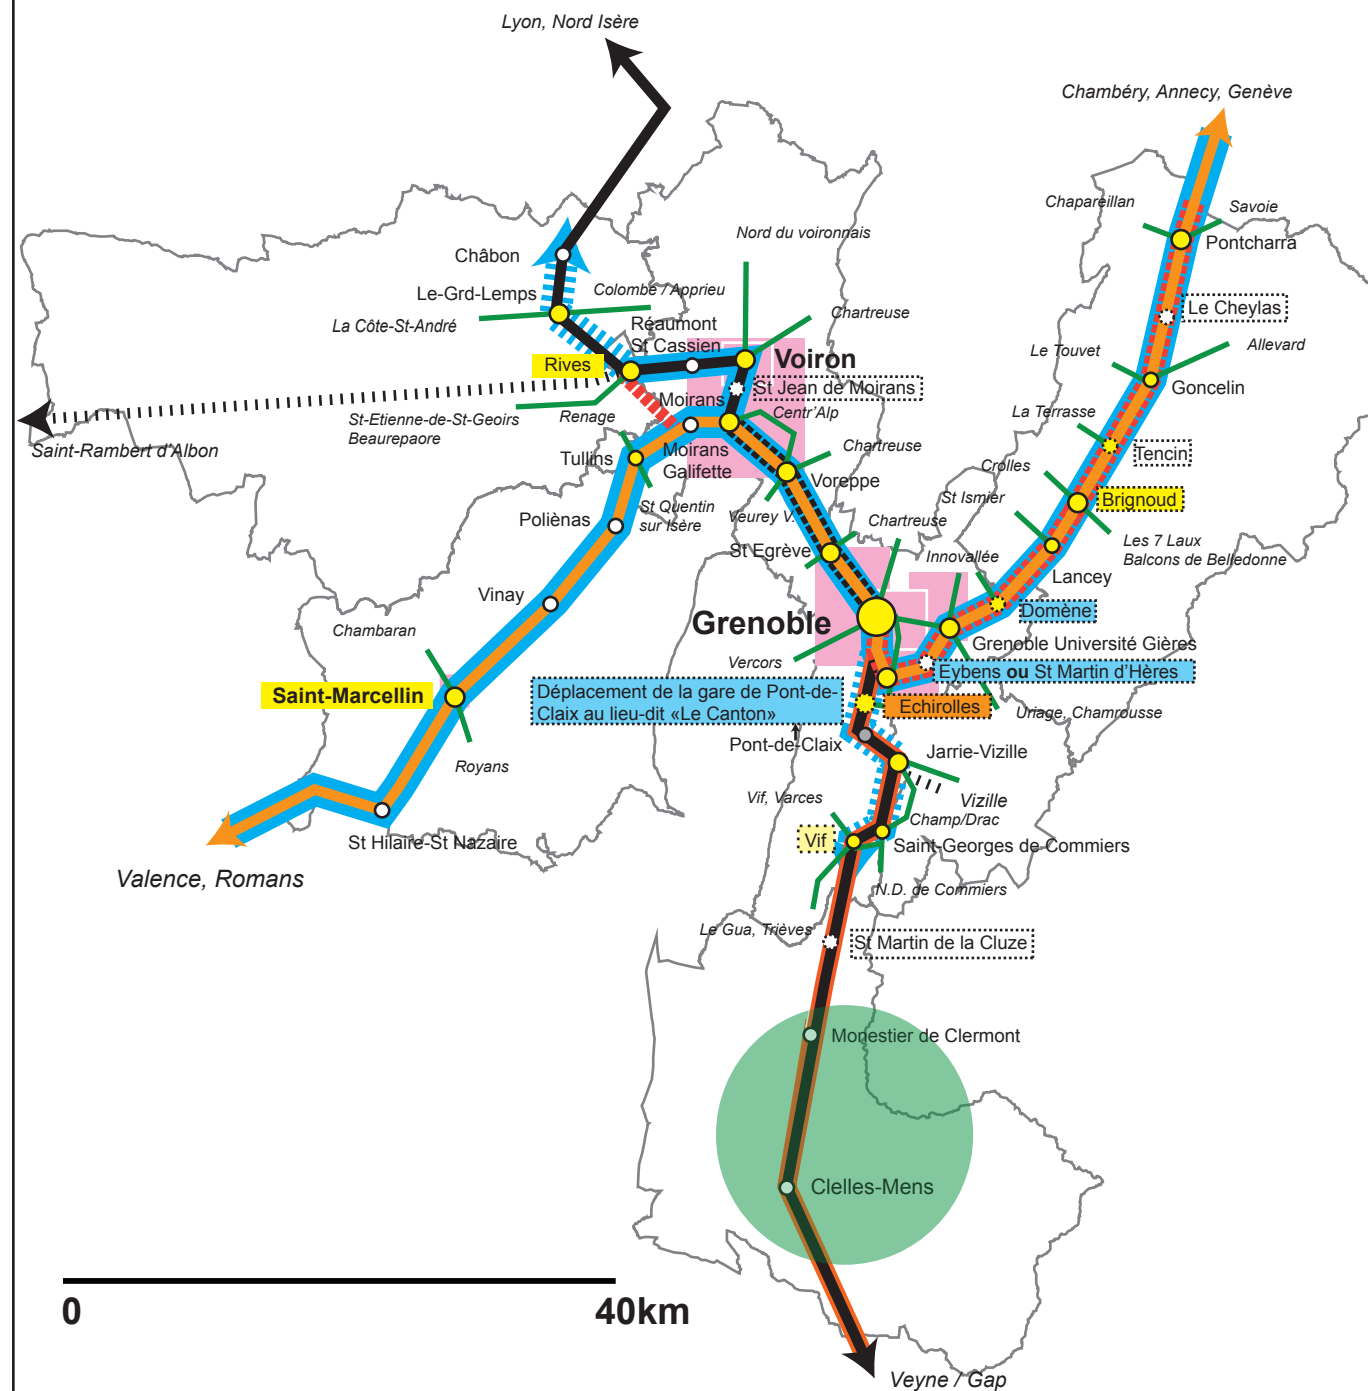 Lyon, Nord Isère
Chambéry, Annecy, Genève
Chapareillan
Savoie
Pontcharra
Nord du voironnais
Châbon
Le-Grd-Lemps
Colombe / Apprieu
La Côte-St-André
Réaumont
St Cassien
Chartreuse
Le Cheylas
Le Touvet
Allevard
Rives
Voiron
St Jean de Moirans
Goncelin
Moirans
Centr'Alp
La Terrasse
St-Etienne-de-St-Geoirs
Beaurepaore
Renage
Saint-Rambert d'Albon
Tullins
Moirans
Galifette
Chartreuse
Voreppe
Tencin
Crolles
Brignoud
St Ismier
Poliènas
St Quentin
sur Isère
Veurey V.
Chartreuse
St Egrève
Innovallée
Les 7 Laux
Balcons de Belledonne
Lancey
Vinay
Domène
Chambaran
Grenoble
Grenoble Université Gières
Vercors
Eybens ou St Martin d'Hères
Saint-Marcellin
Déplacement de la gare de Pont-de-
Claix au lieu-dit «Le Canton»
Echirolles
Uriage, Chamrousse
Pont-de-Claix
Jarrie-Vizille
Royans
Vif, Varces
Vizille
Champ/Drac
St Hilaire-St Nazaire
Vif
Saint-Georges de Commiers
Valence, Romans
N.D. de Commiers
Le Gua, Trièves
St Martin de la Cluze
Monestier de Clermont
Clelles-Mens
0
40km
Veyne / Gap